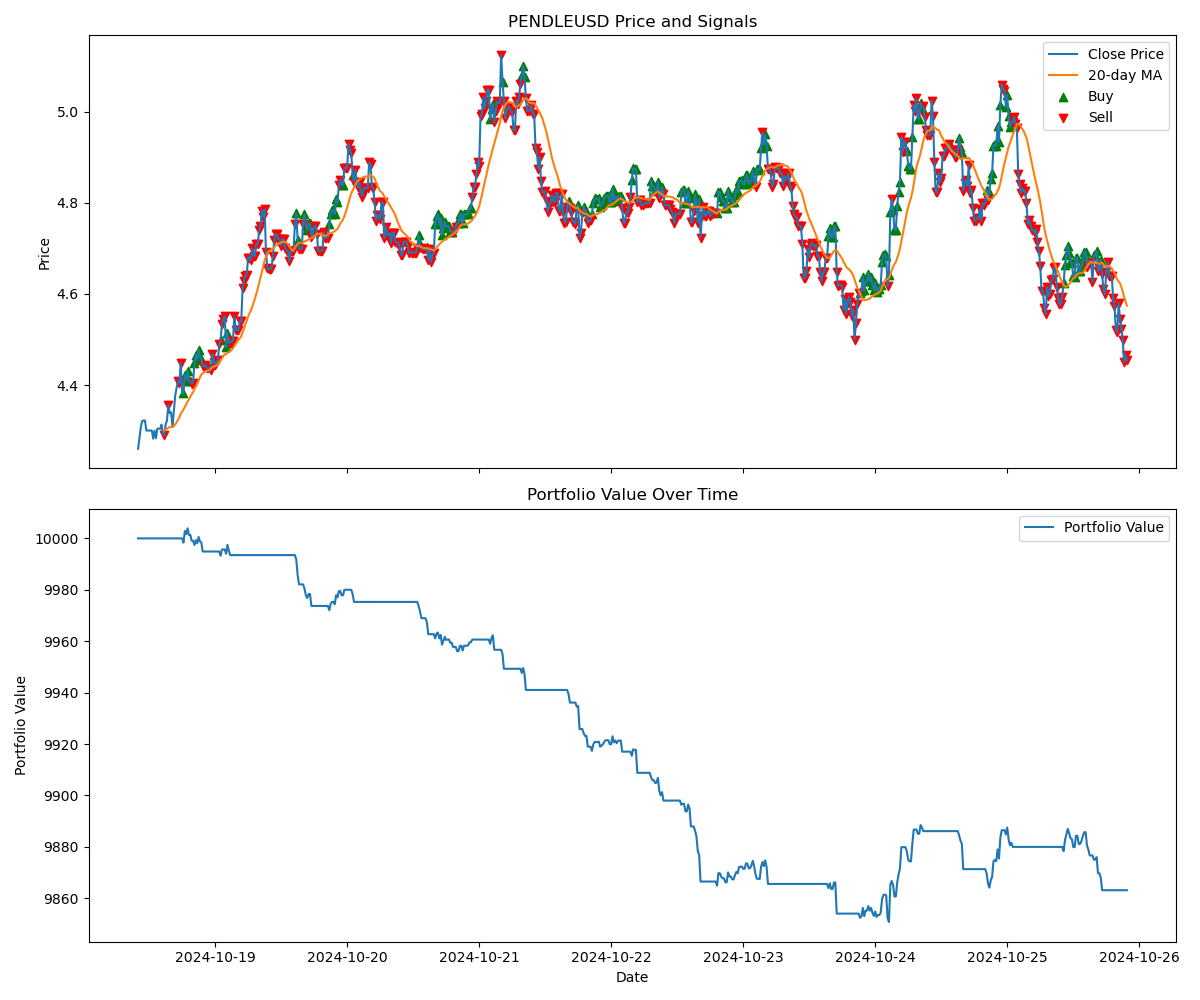 PENDLEUSD Price and Signals
Close Price
20-day MA
Buy
Sell
5.0
4.8
4.6
4.4
Price
Portfolio Value Over Time
Portfolio Value
10000
9980
9960
9940
9920
9900
9880
9860
Portfolio Value
2024-10-19 2024-10-20 2024-10-21 2024-10-22 2024-10-23 2024-10-24 2024-10-25 2024-10-26
Date